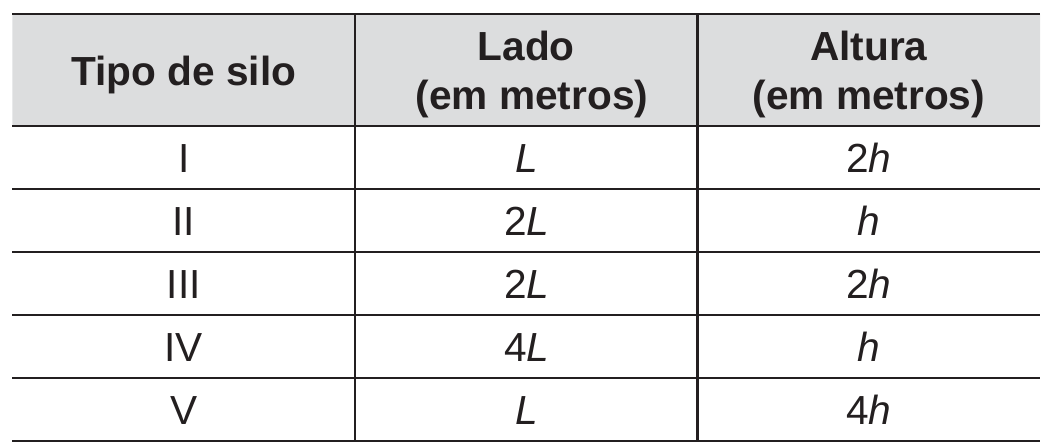 Tipo de silo Lado (em metros) Altura (em metros)
I L 2h
II 2L h
III 2L 2h
IV 4L h
V L 4h